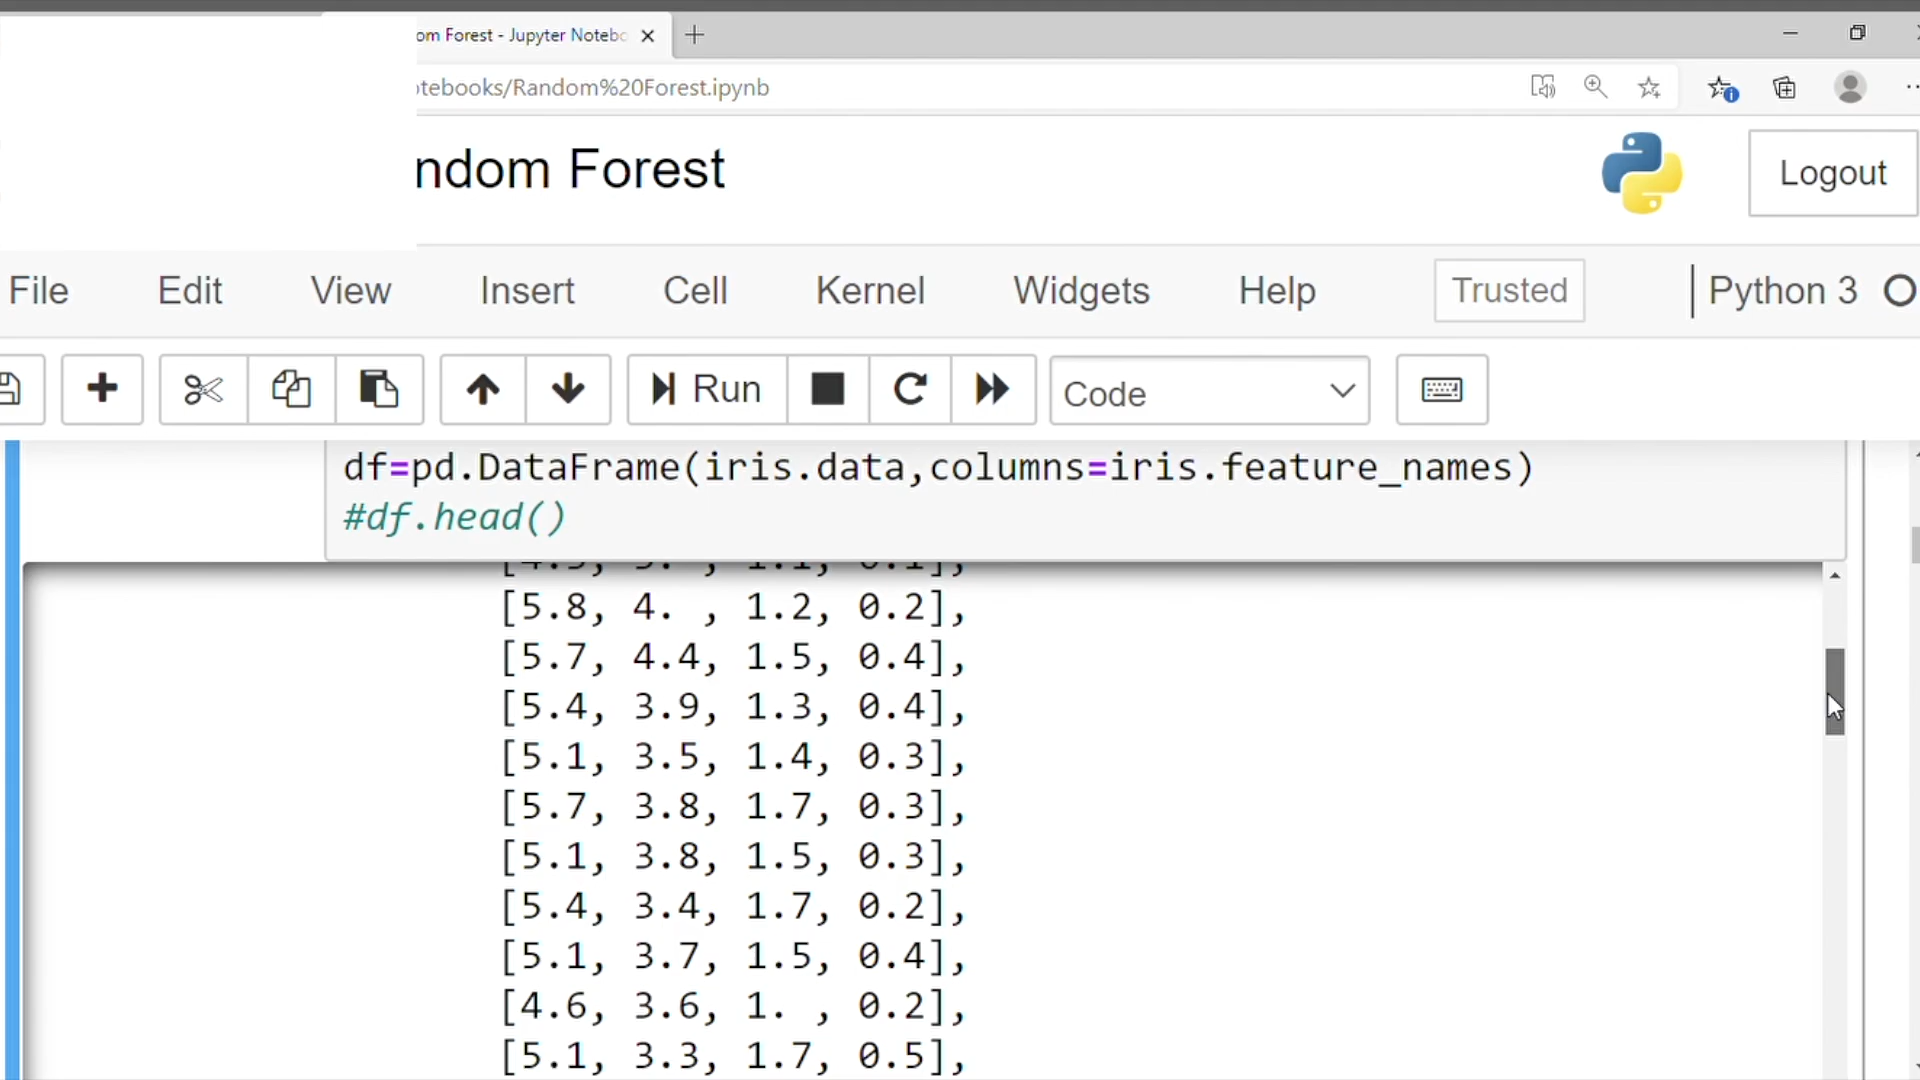 om Forest - Jupyter Notebo
tebooks/Random%20Forest.ipynb
ndom Forest
Logout
File Edit View Insert Cell Kernel Widgets Help Trusted Python 3
Run Code
df=pd.DataFrame(iris.data,columns=iris.feature_names)
#df.head()
[5.8, 4. , 1.2, 0.2],
[5.7, 4.4, 1.5, 0.4],
[5.4, 3.9, 1.3, 0.4],
[5.1, 3.5, 1.4, 0.3],
[5.7, 3.8, 1.7, 0.3],
[5.1, 3.8, 1.5, 0.3],
[5.4, 3.4, 1.7, 0.2],
[5.1, 3.7, 1.5, 0.4],
[4.6, 3.6, 1. , 0.2],
[5.1, 3.3, 1.7, 0.5],